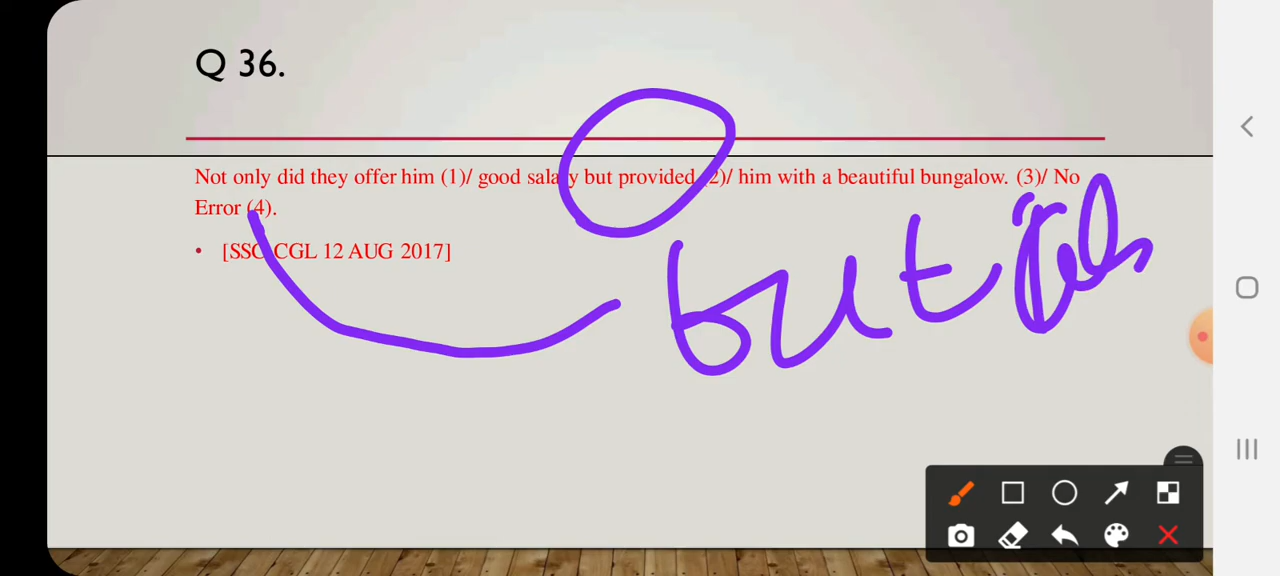 Q 36.
Not only did they offer him (1)/ good salary but provided (2)/ him with a beautiful bungalow. (3)/ No
Error (4).
• [SSC CGL 12 AUG 2017]
but